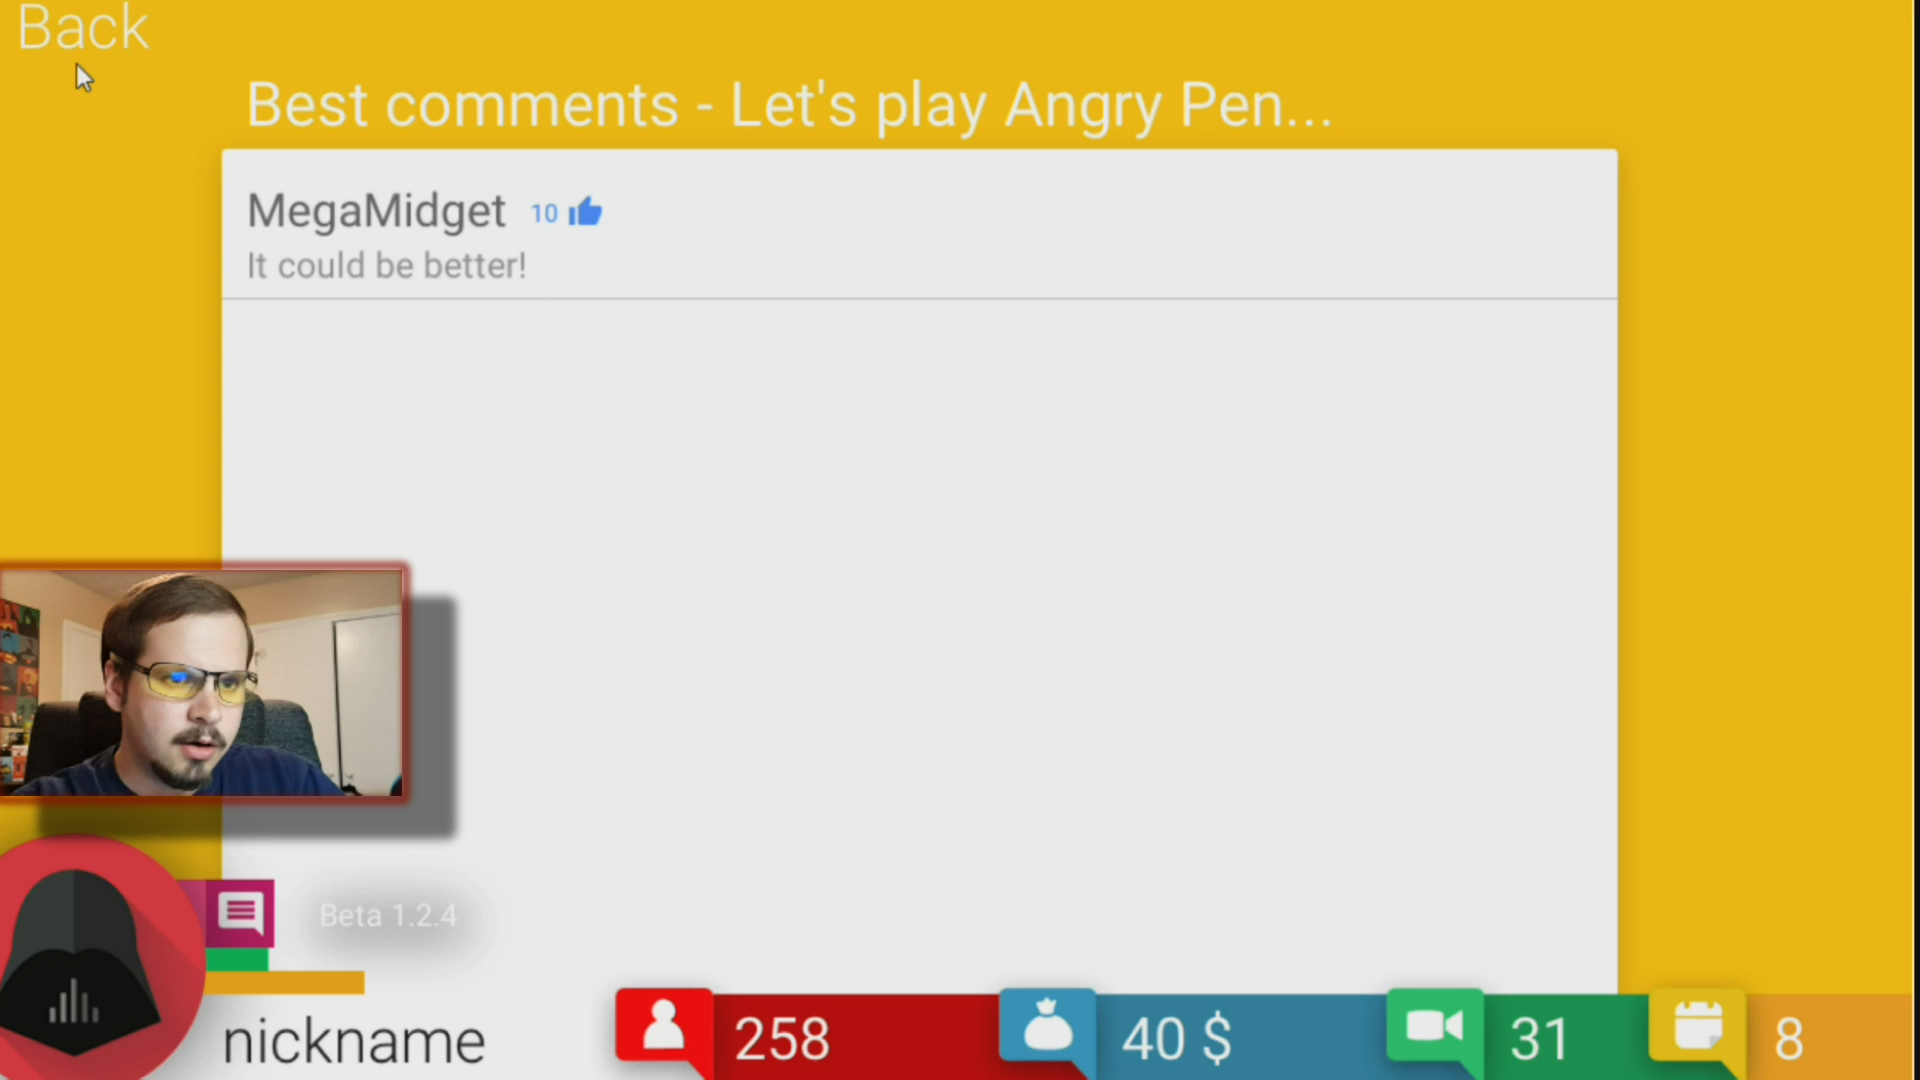 Back
Best comments - Let's play Angry Pen...
MegaMidget 10
It could be better!
Beta 1.2.4
nickname
258
40 $
31
8